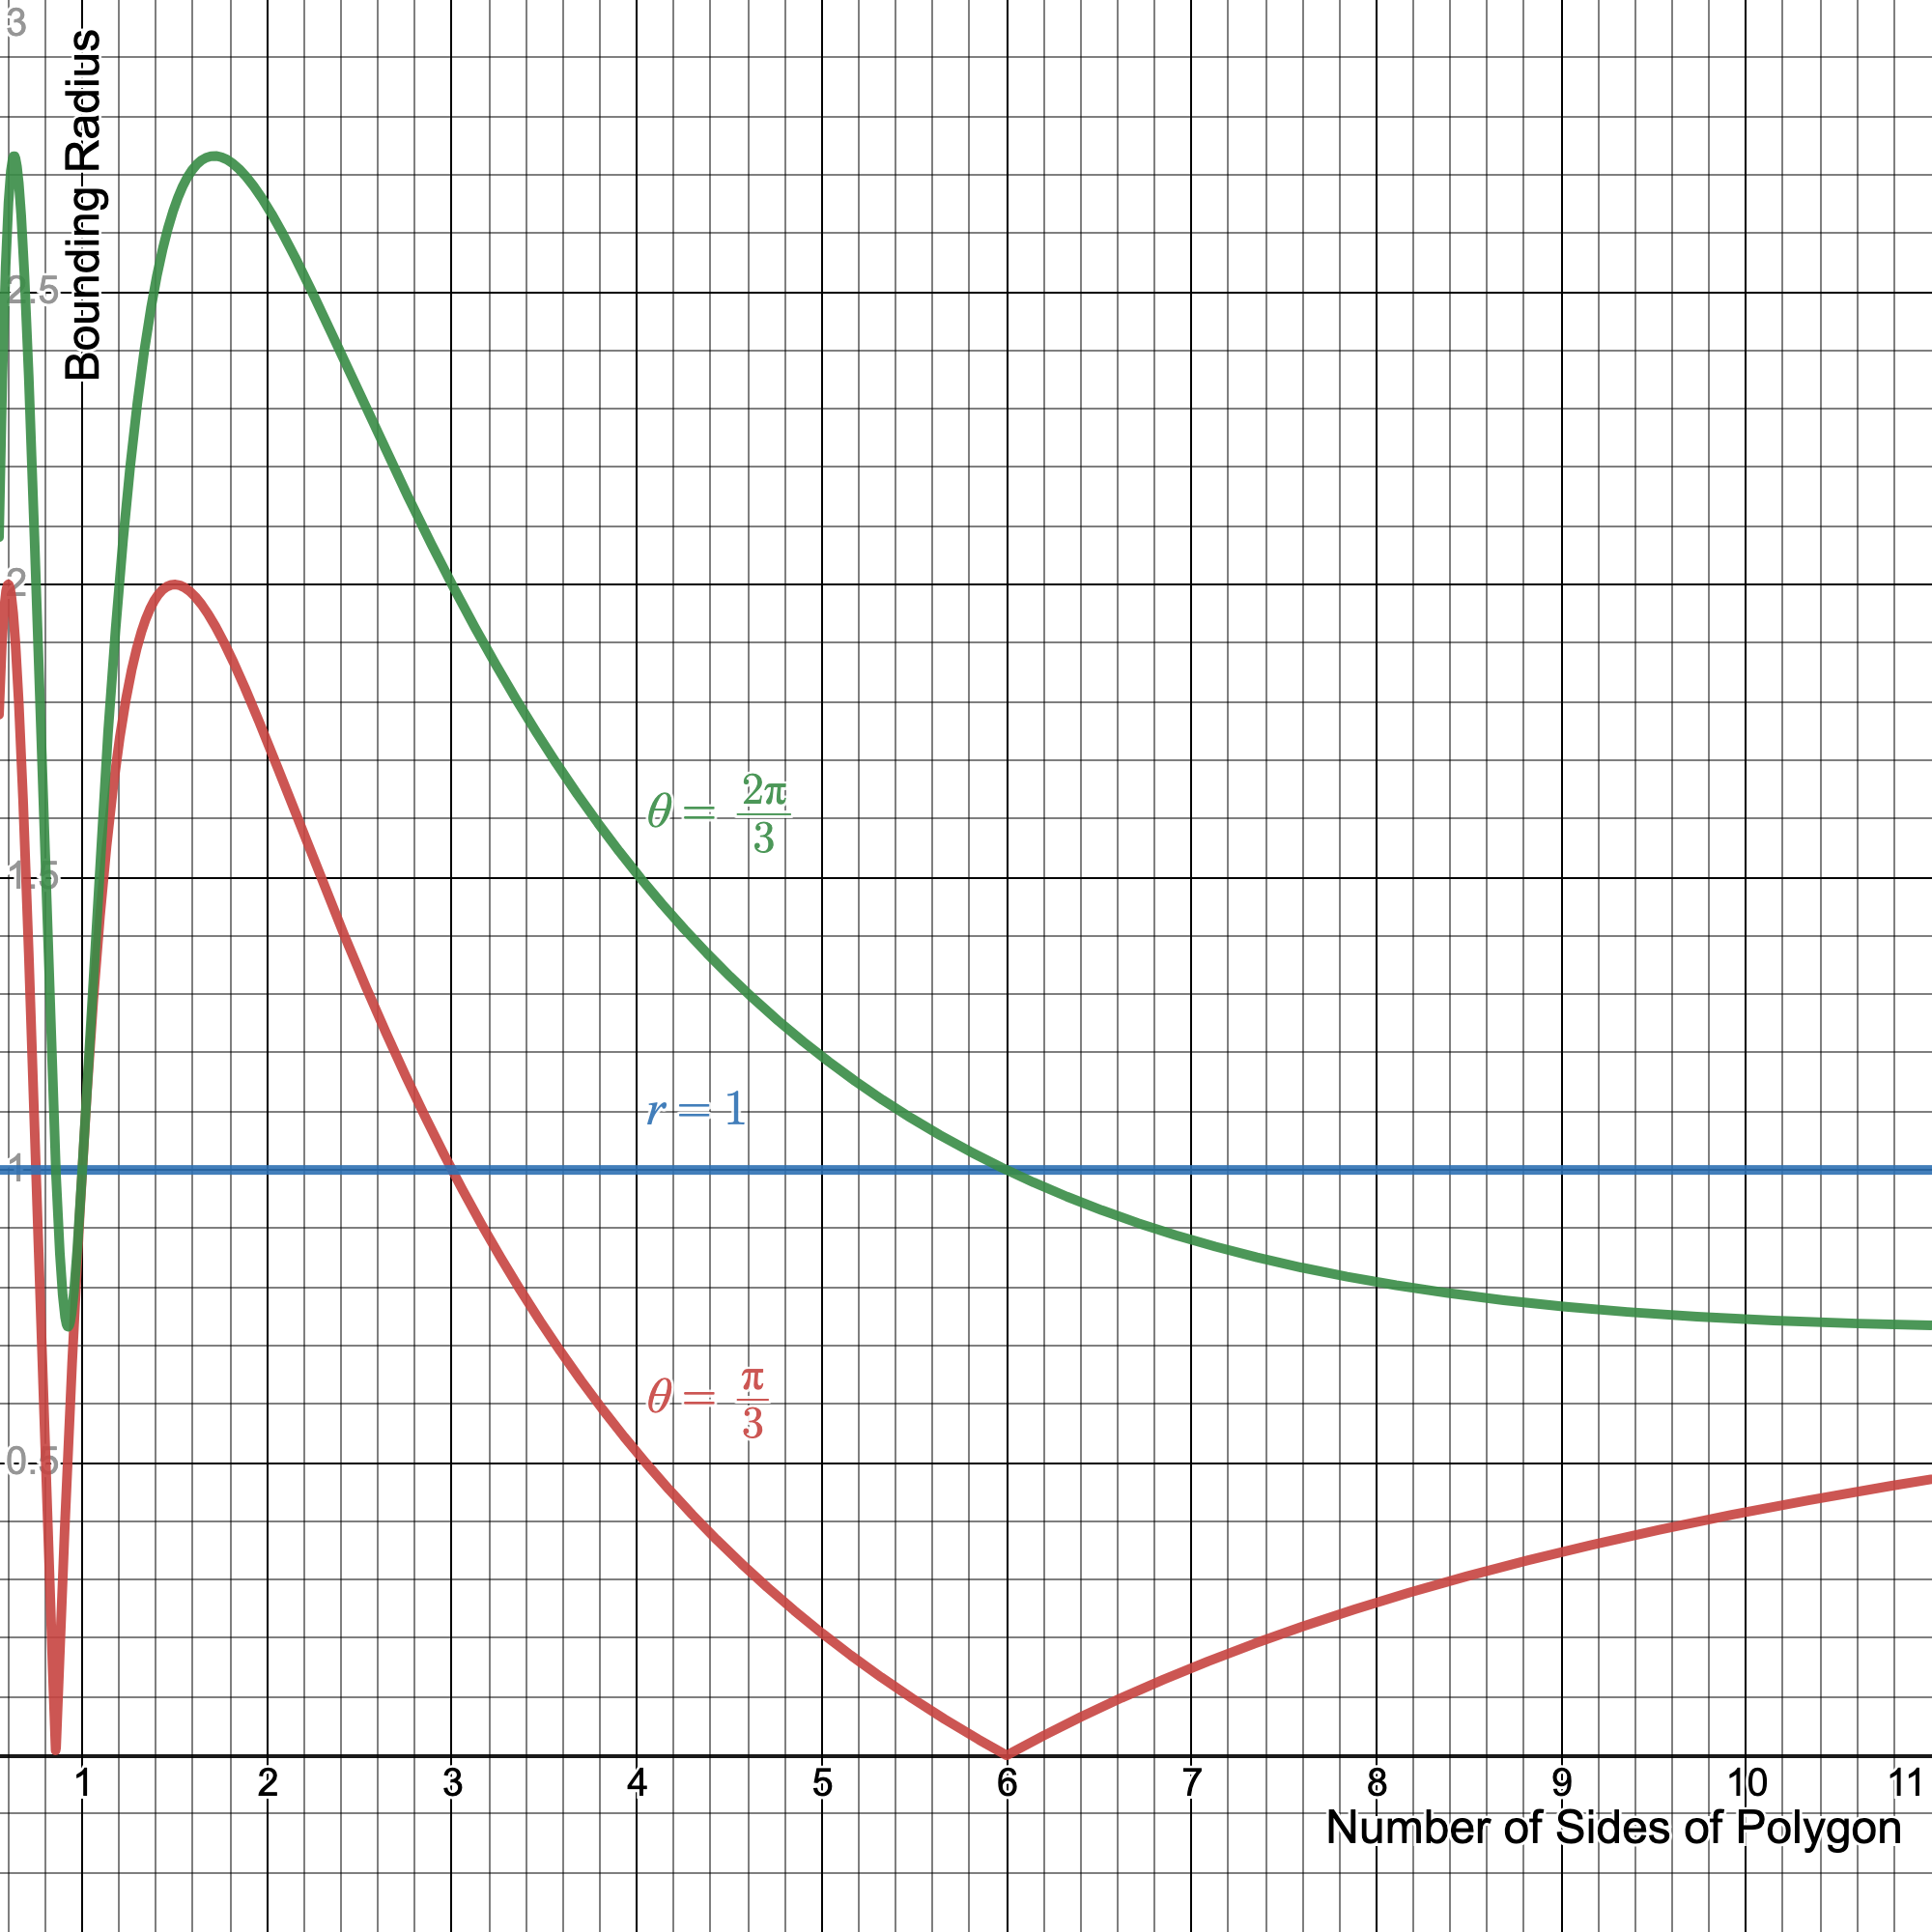 3
Bounding Radius
2.5
2
θ = 2π/3
1.5
r = 1
1
θ = π/3
0.5
1 2 3 4 5 6 7 8 9 10 11
Number of Sides of Polygon